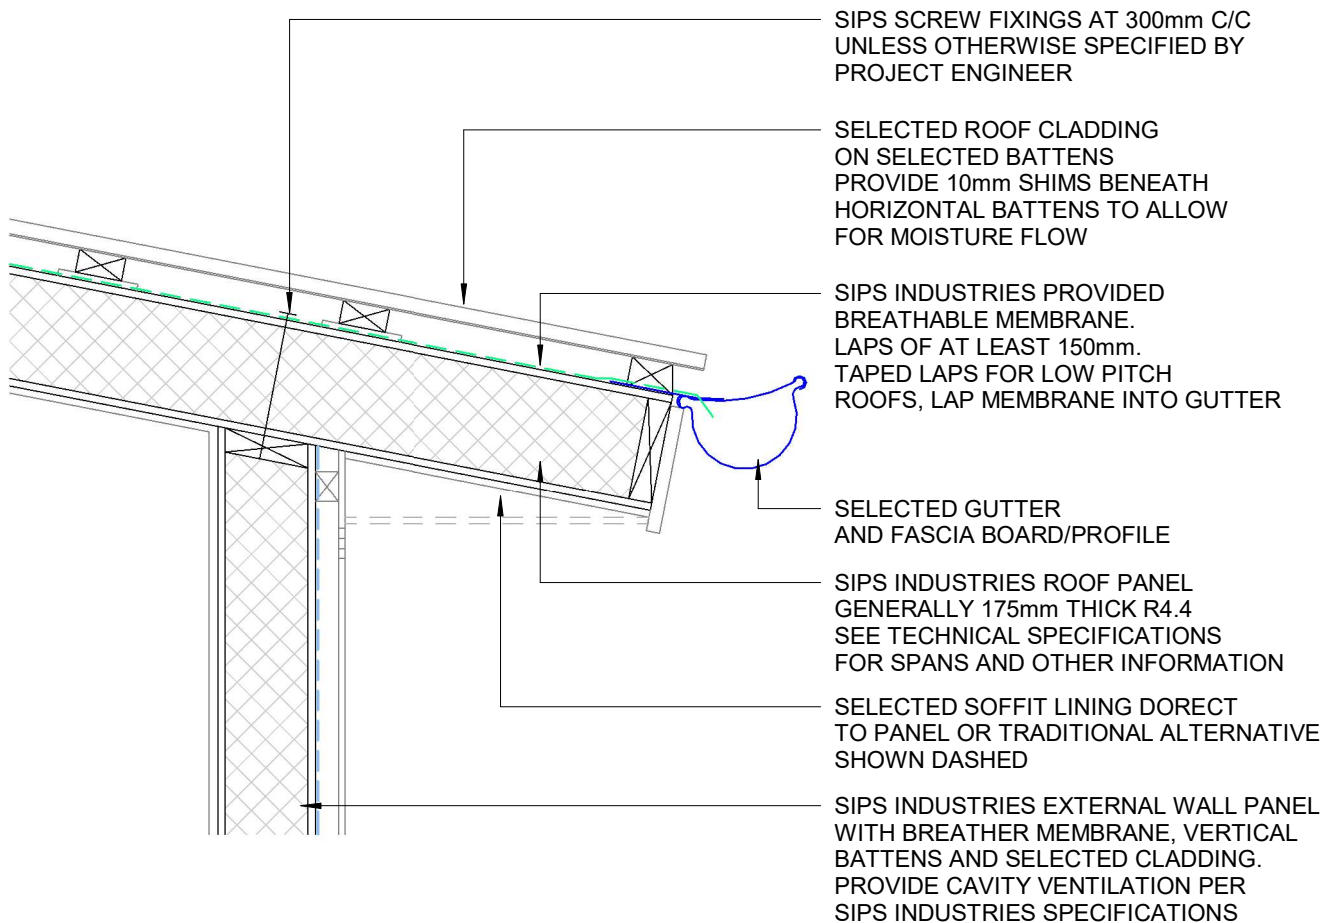 SIPS SCREW FIXINGS AT 300mm C/C
UNLESS OTHERWISE SPECIFIED BY
PROJECT ENGINEER
SELECTED ROOF CLADDING
ON SELECTED BATTENS
PROVIDE 10mm SHIMS BENEATH
HORIZONTAL BATTENS TO ALLOW
FOR MOISTURE FLOW
SIPS INDUSTRIES PROVIDED
BREATHABLE MEMBRANE.
LAPS OF AT LEAST 150mm.
TAPED LAPS FOR LOW PITCH
ROOFS, LAP MEMBRANE INTO GUTTER
SELECTED GUTTER
AND FASCIA BOARD/PROFILE
SIPS INDUSTRIES ROOF PANEL
GENERALLY 175mm THICK R4.4
SEE TECHNICAL SPECIFICATIONS
FOR SPANS AND OTHER INFORMATION
SELECTED SOFFIT LINING DORECT
TO PANEL OR TRADITIONAL ALTERNATIVE
SHOWN DASHED
SIPS INDUSTRIES EXTERNAL WALL PANEL
WITH BREATHER MEMBRANE, VERTICAL
BATTENS AND SELECTED CLADDING.
PROVIDE CAVITY VENTILATION PER
SIPS INDUSTRIES SPECIFICATIONS